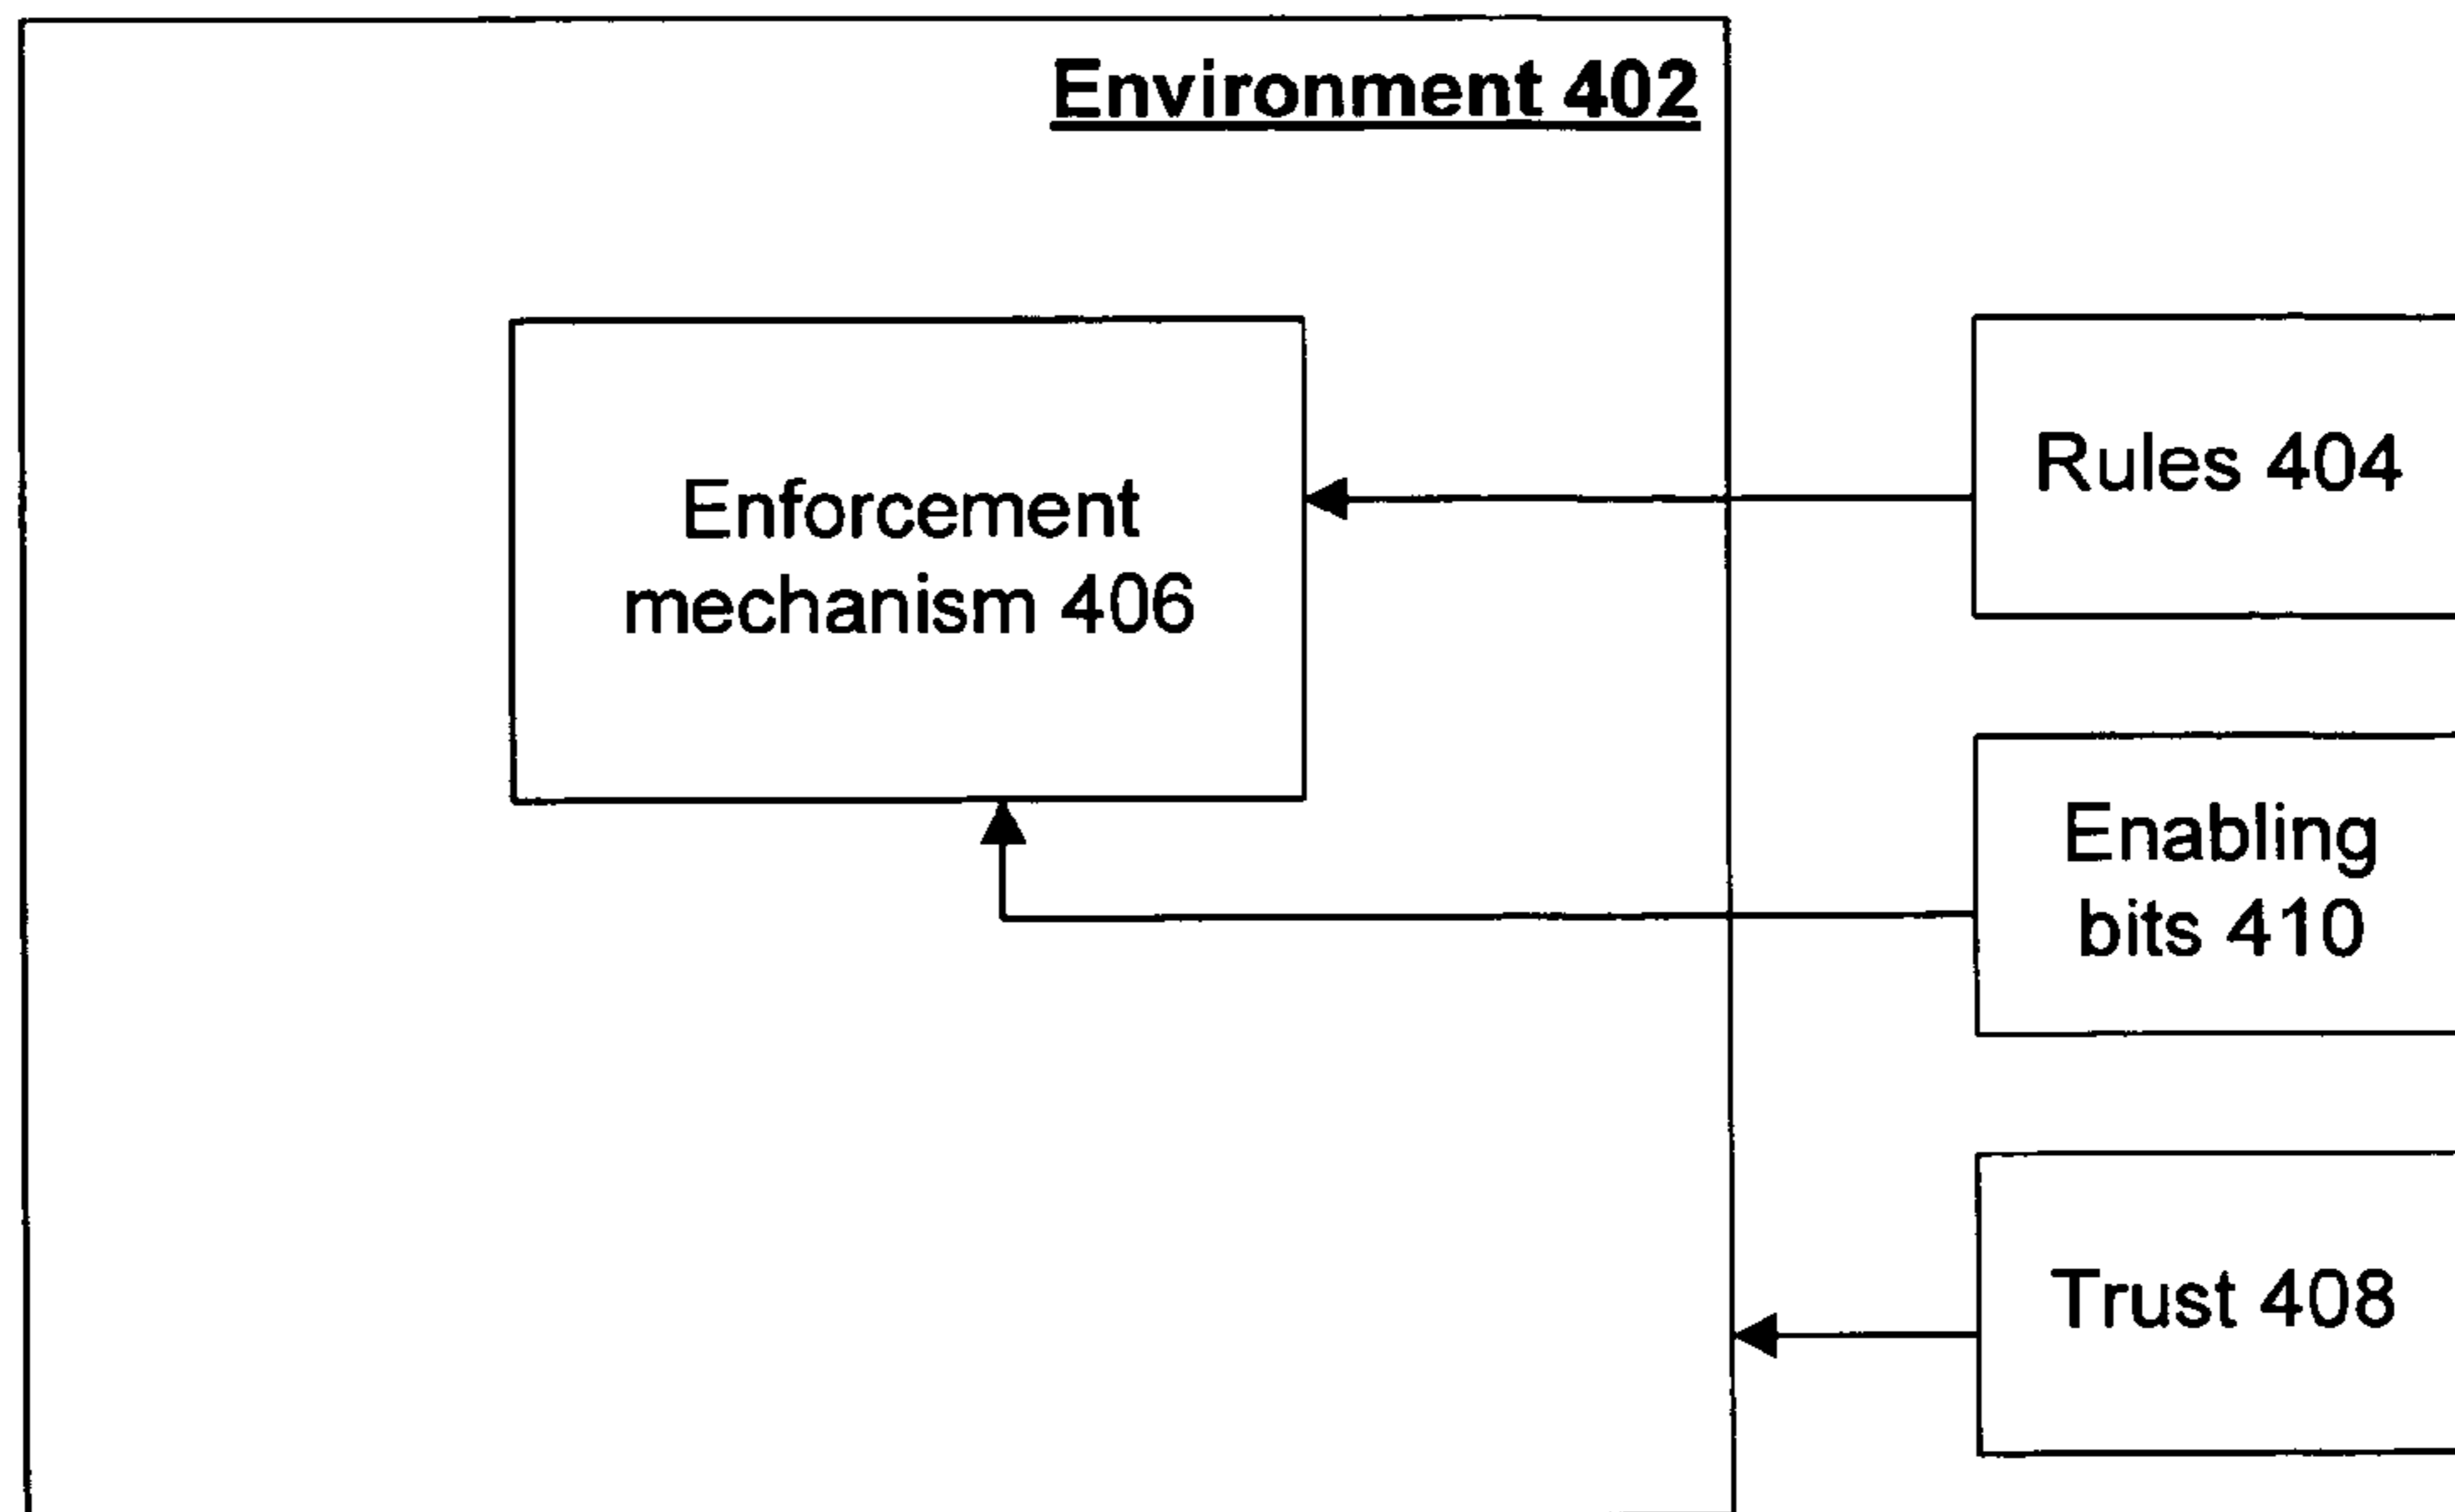 Environment 402
Enforcement
mechanism 406
Rules 404
Enabling
bits 410
Trust 408